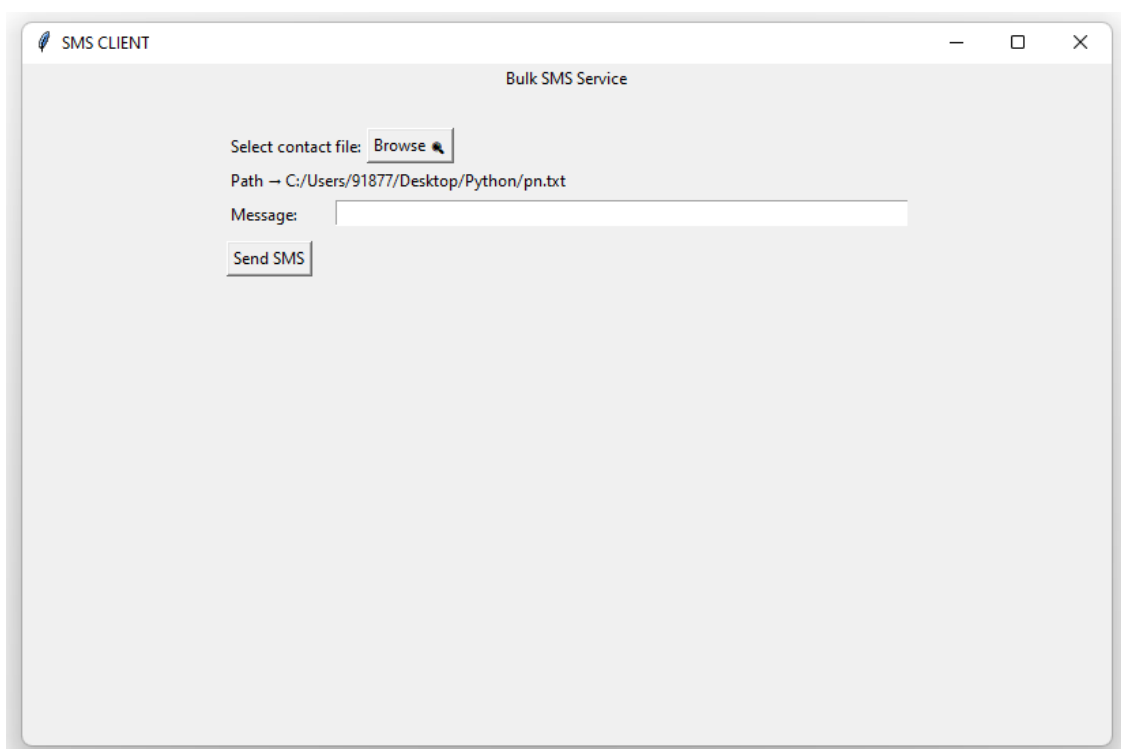 SMS CLIENT
Bulk SMS Service
Select contact file: Browse
Path → C:/Users/91877/Desktop/Python/pn.txt
Message:
Send SMS